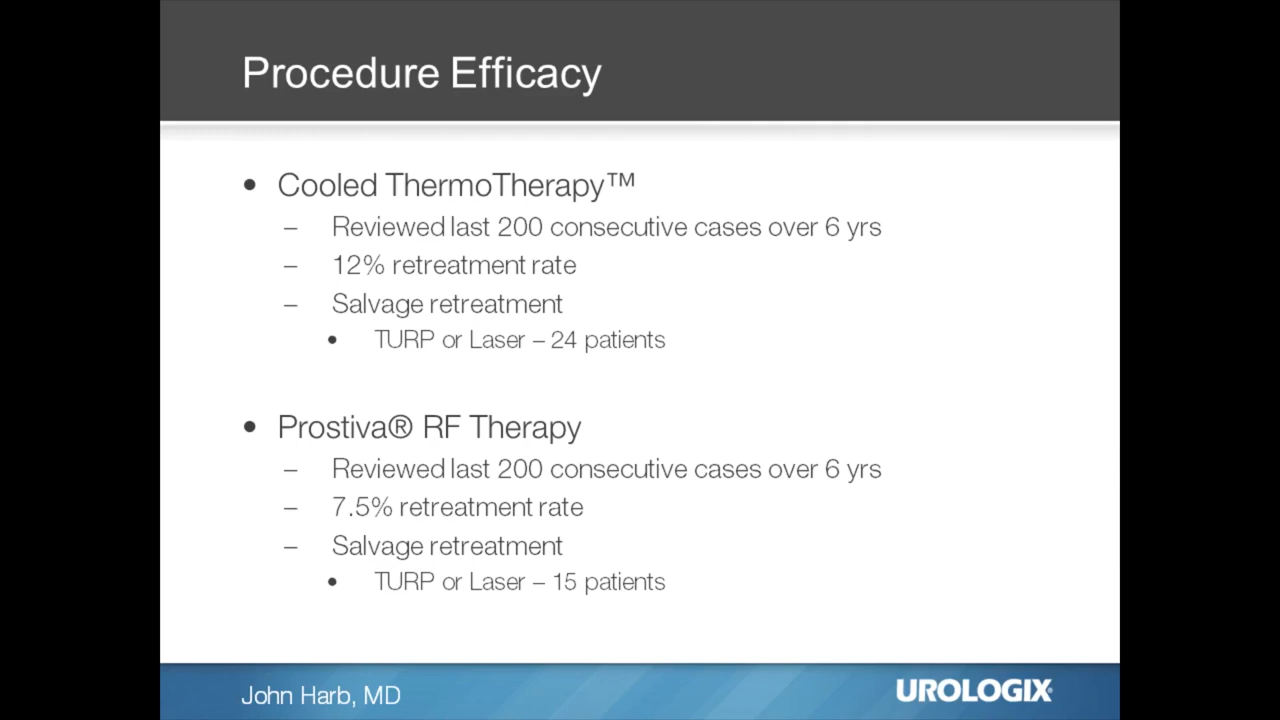 Procedure Efficacy
• Cooled ThermoTherapy™
– Reviewed last 200 consecutive cases over 6 yrs
– 12% retreatment rate
– Salvage retreatment
• TURP or Laser – 24 patients
• Prostiva® RF Therapy
– Reviewed last 200 consecutive cases over 6 yrs
– 7.5% retreatment rate
– Salvage retreatment
• TURP or Laser – 15 patients
John Harb, MD
UROLOGIX